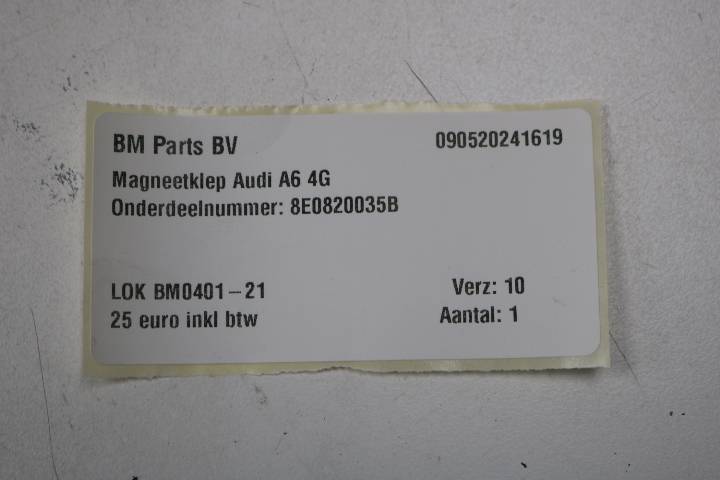 BM Parts BV 090520241619
Magneetklep Audi A6 4G
Onderdeelnummer: 8E0820035B
LOK BM0401-21 Verz: 10
25 euro inkl btw Aantal: 1